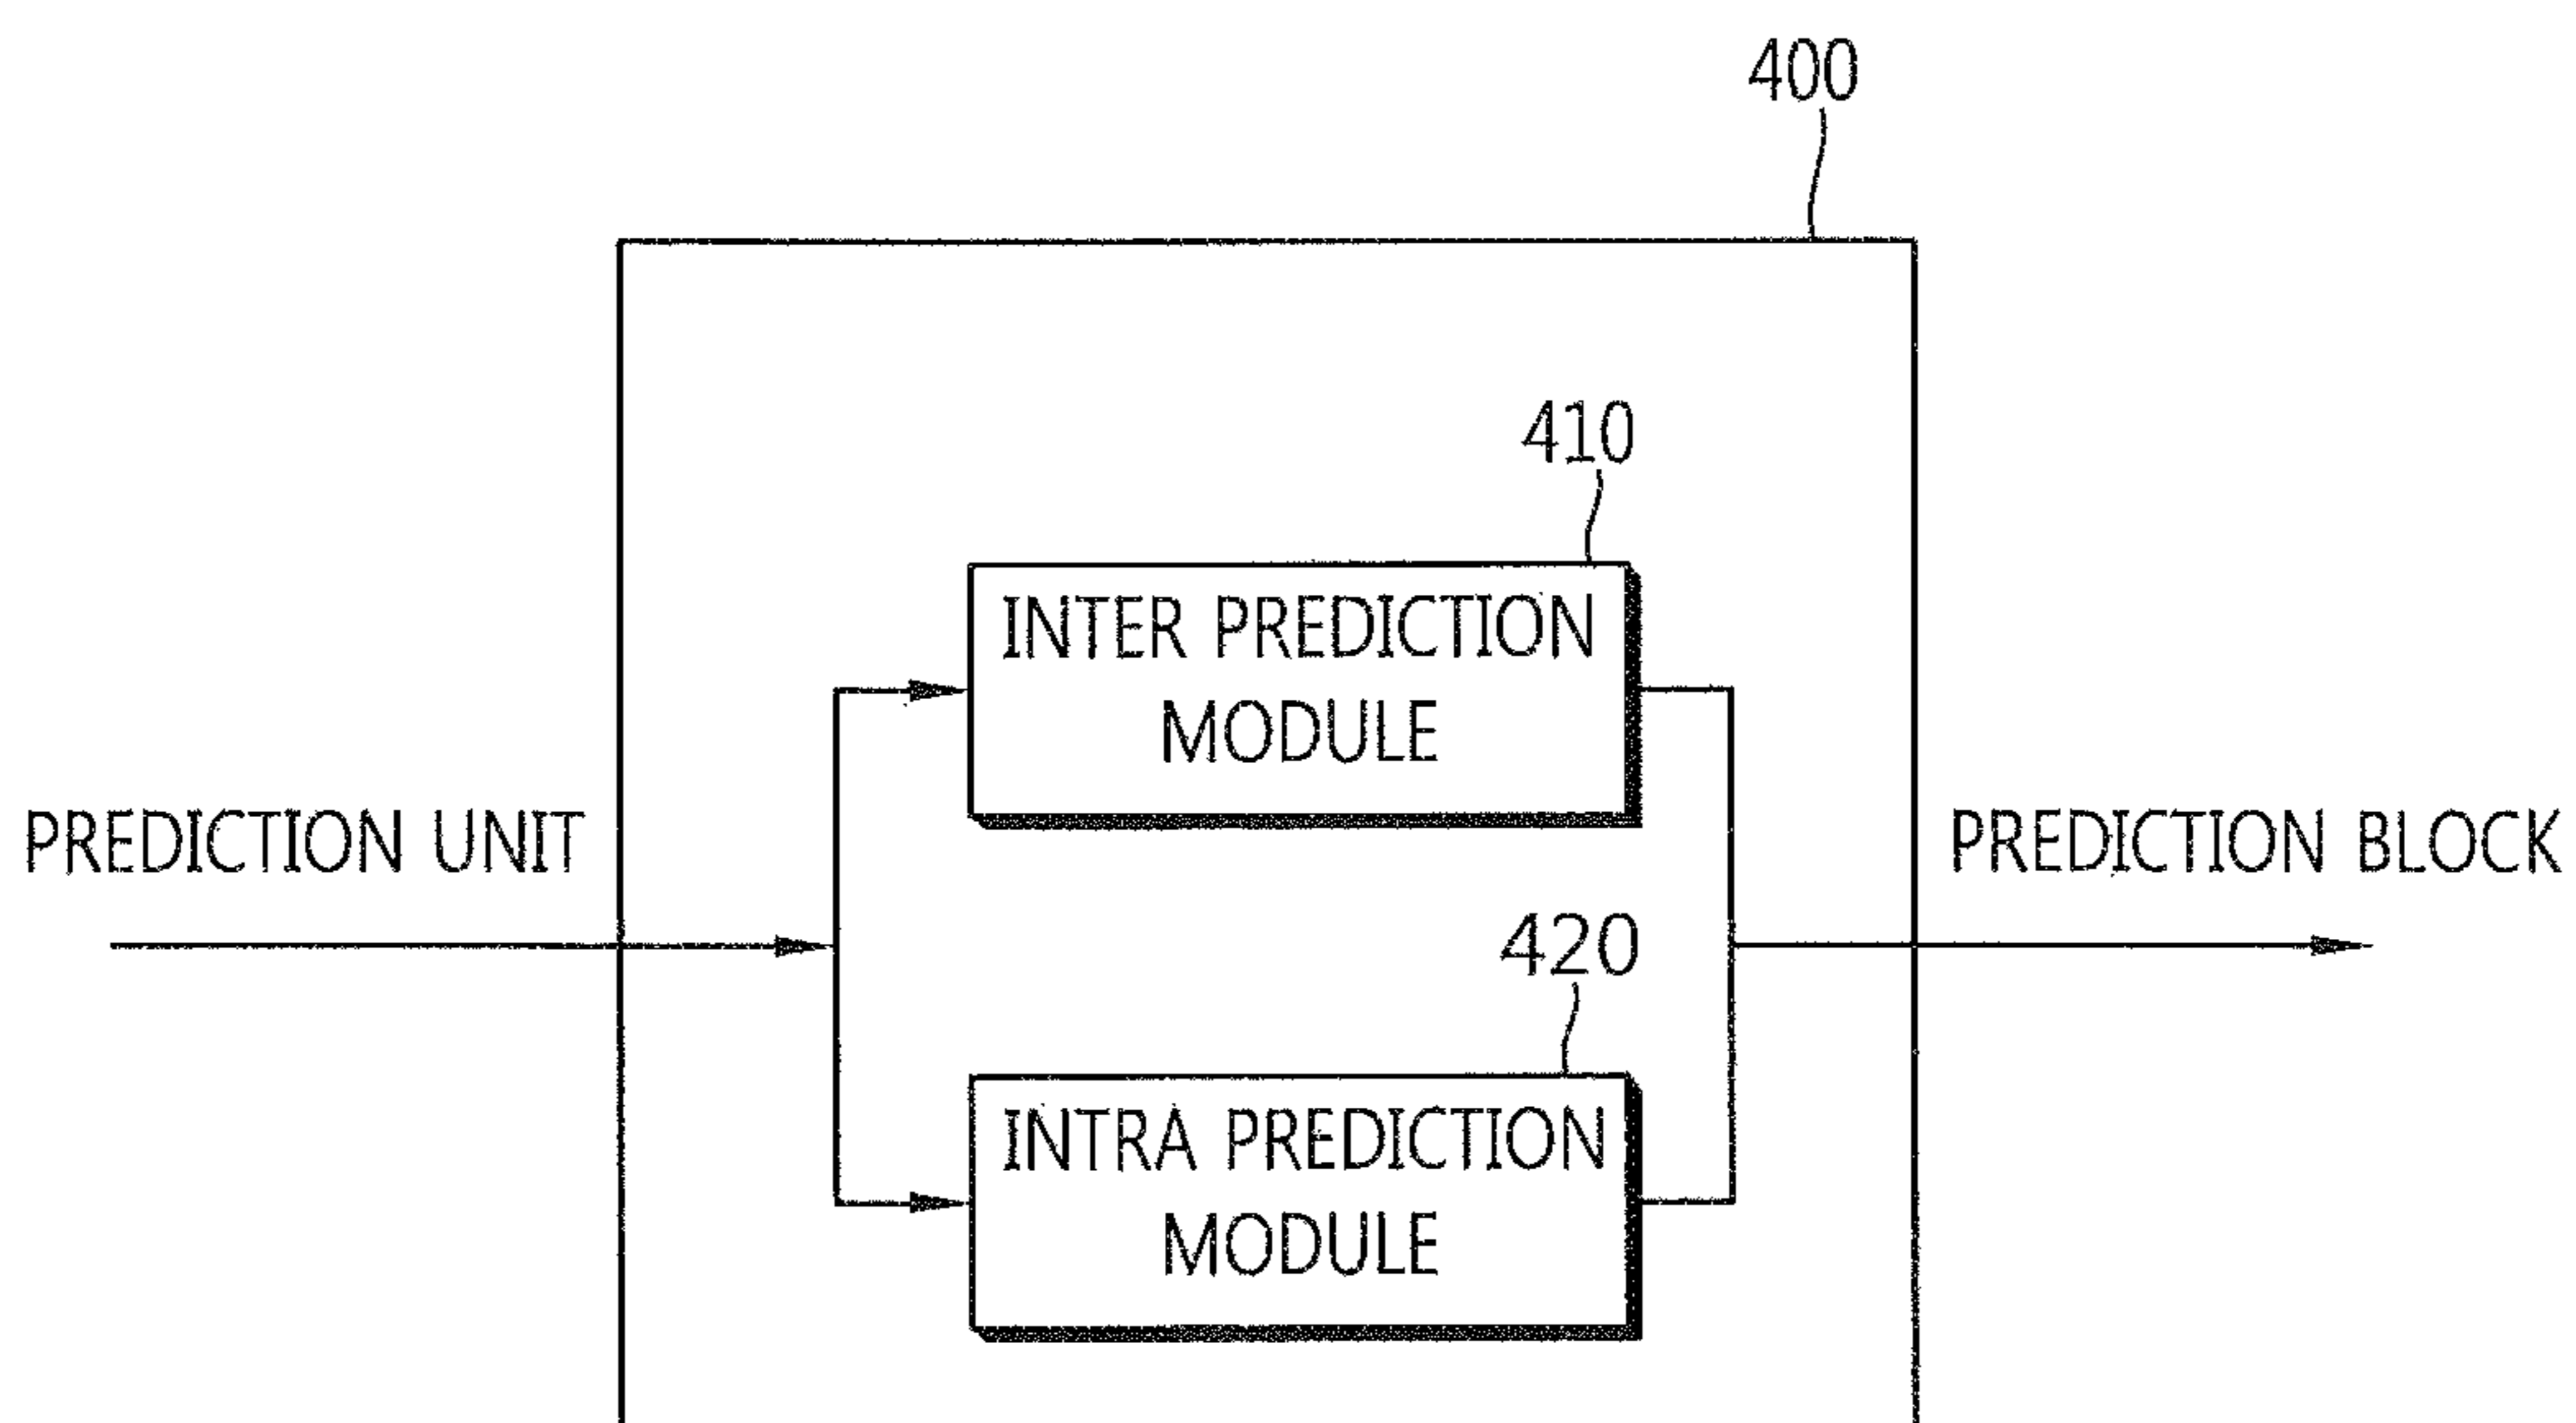 400
410
INTER PREDICTION
MODULE
PREDICTION UNIT
PREDICTION BLOCK
420
INTRA PREDICTION
MODULE